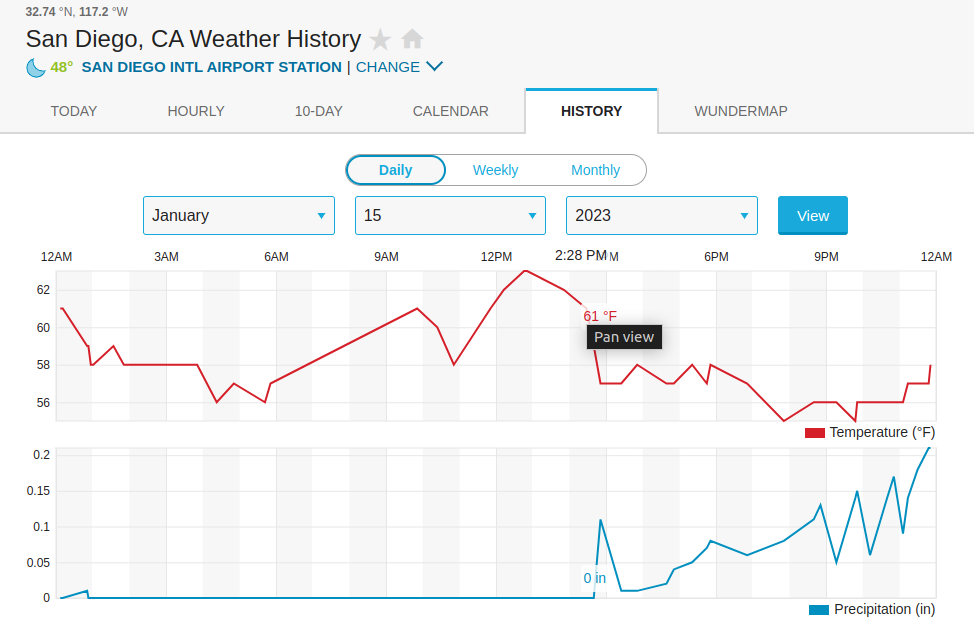 32.74 °N, 117.2 °W
San Diego, CA Weather History
48° SAN DIEGO INTL AIRPORT STATION | CHANGE
TODAY HOURLY 10-DAY CALENDAR HISTORY WUNDERMAP
Daily Weekly Monthly
January 15 2023 View
12AM 3AM 6AM 9AM 12PM 2:28 PM M 6PM 9PM 12AM
62
60
58
56
61 °F
Pan view
Temperature (°F)
0.2
0.15
0.1
0.05
0
0 in
Precipitation (in)